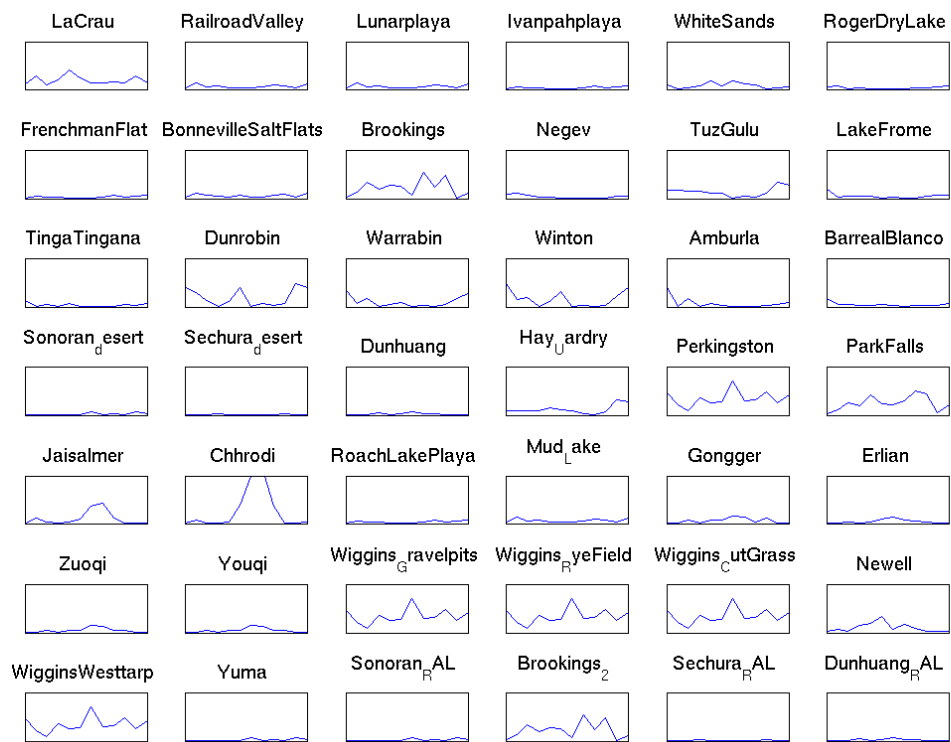 LaCrau RailroadValley Lunarplaya Ivanpahplaya WhiteSands RogerDryLake
FrenchmanFlat BonnevilleSaltFlats Brookings Negev TuzGulu LakeFrome
TingaTingana Dunrobin Warrabin Winton Amburla BarrealBlanco
Sonoran_desert Sechura_desert Dunhuang Hay_Uardry Perkingston ParkFalls
Jaisalmer Chhrodi RoachLakePlaya Mud_Lake Gongger Erlian
Zuoqi Youqi Wiggins_Gravelpits Wiggins_RyeField Wiggins_CutGrass Newell
WigginsWesttarp Yuma Sonoran_RAL Brookings_2 Sechura_RAL Dunhuang_RAL